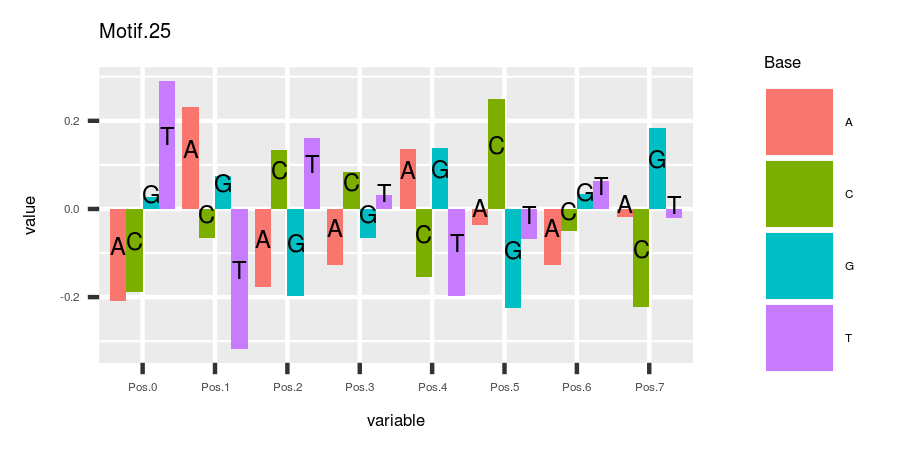 Motif.25
Base
value
0.2
0.0
-0.2
A C G T A C G T A C G T A C G T A C G T A C G T A C G T A C G T
Pos.0 Pos.1 Pos.2 Pos.3 Pos.4 Pos.5 Pos.6 Pos.7
variable
A
C
G
T